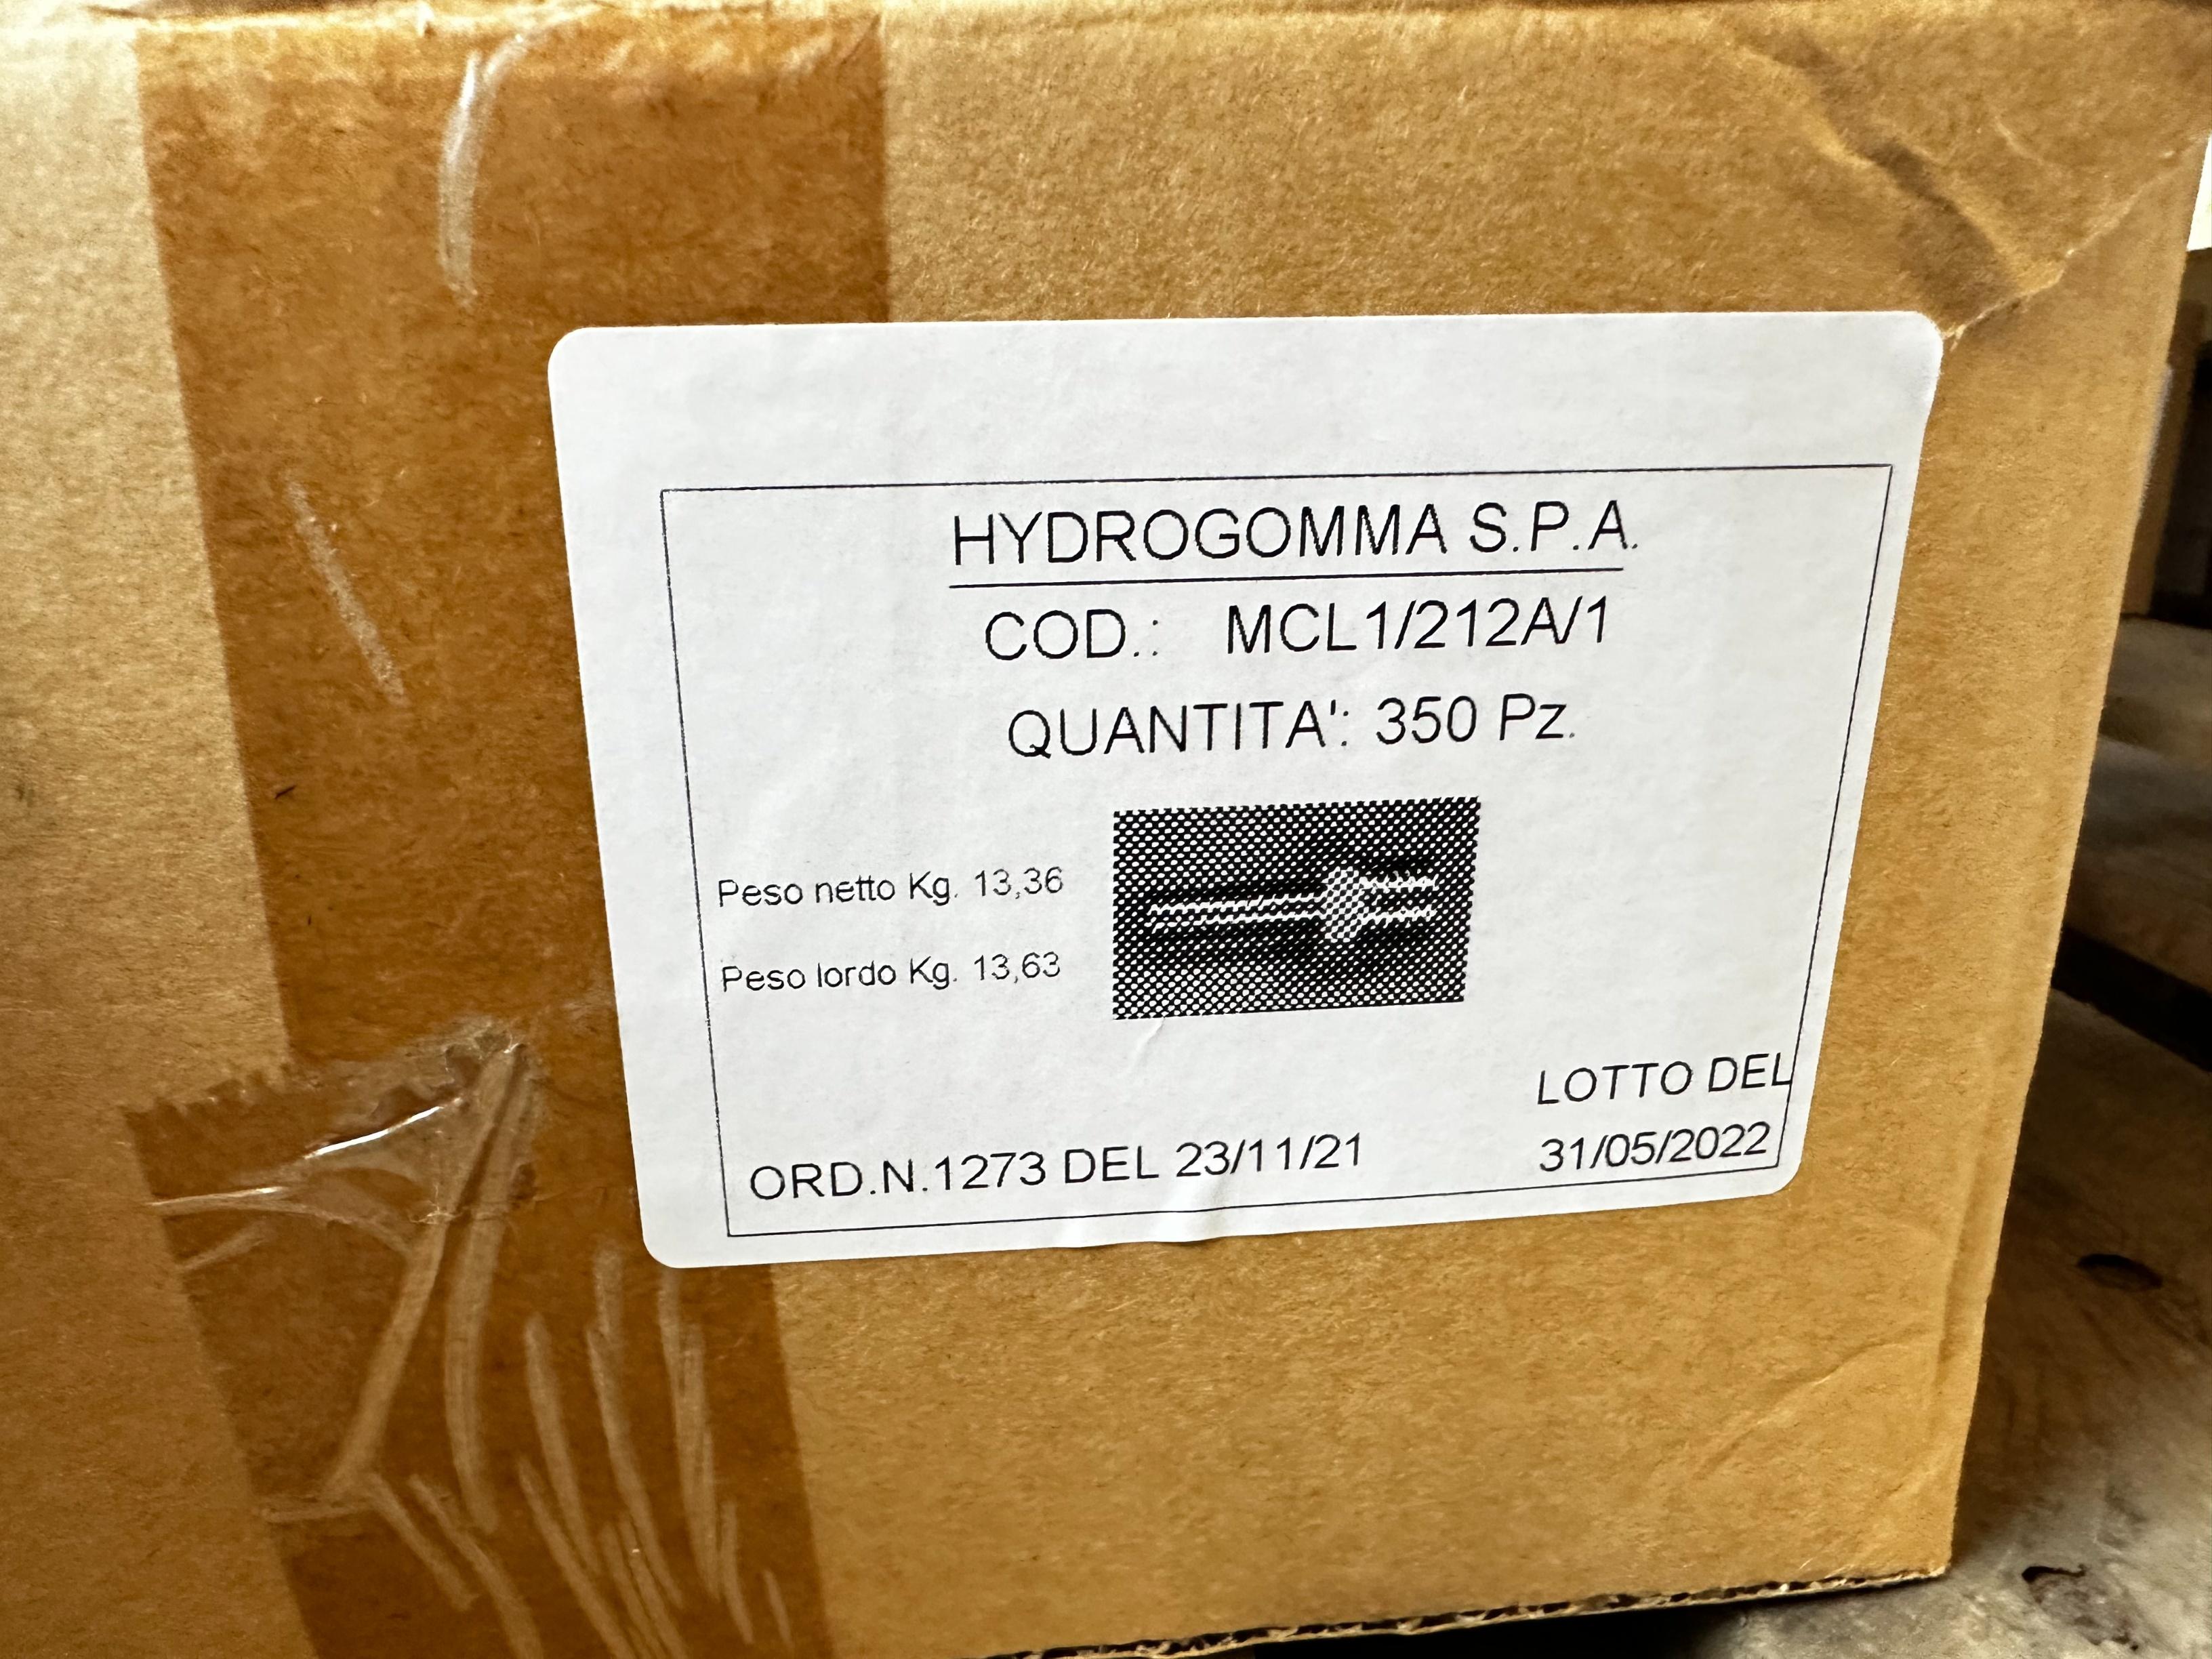 HYDROGOMMA S.P.A.
COD.: MCL1/212A/1
QUANTITA': 350 Pz.
Peso netto Kg. 13,36
Peso lordo Kg. 13,63
LOTTO DEL
31/05/2022
ORD.N.1273 DEL 23/11/21